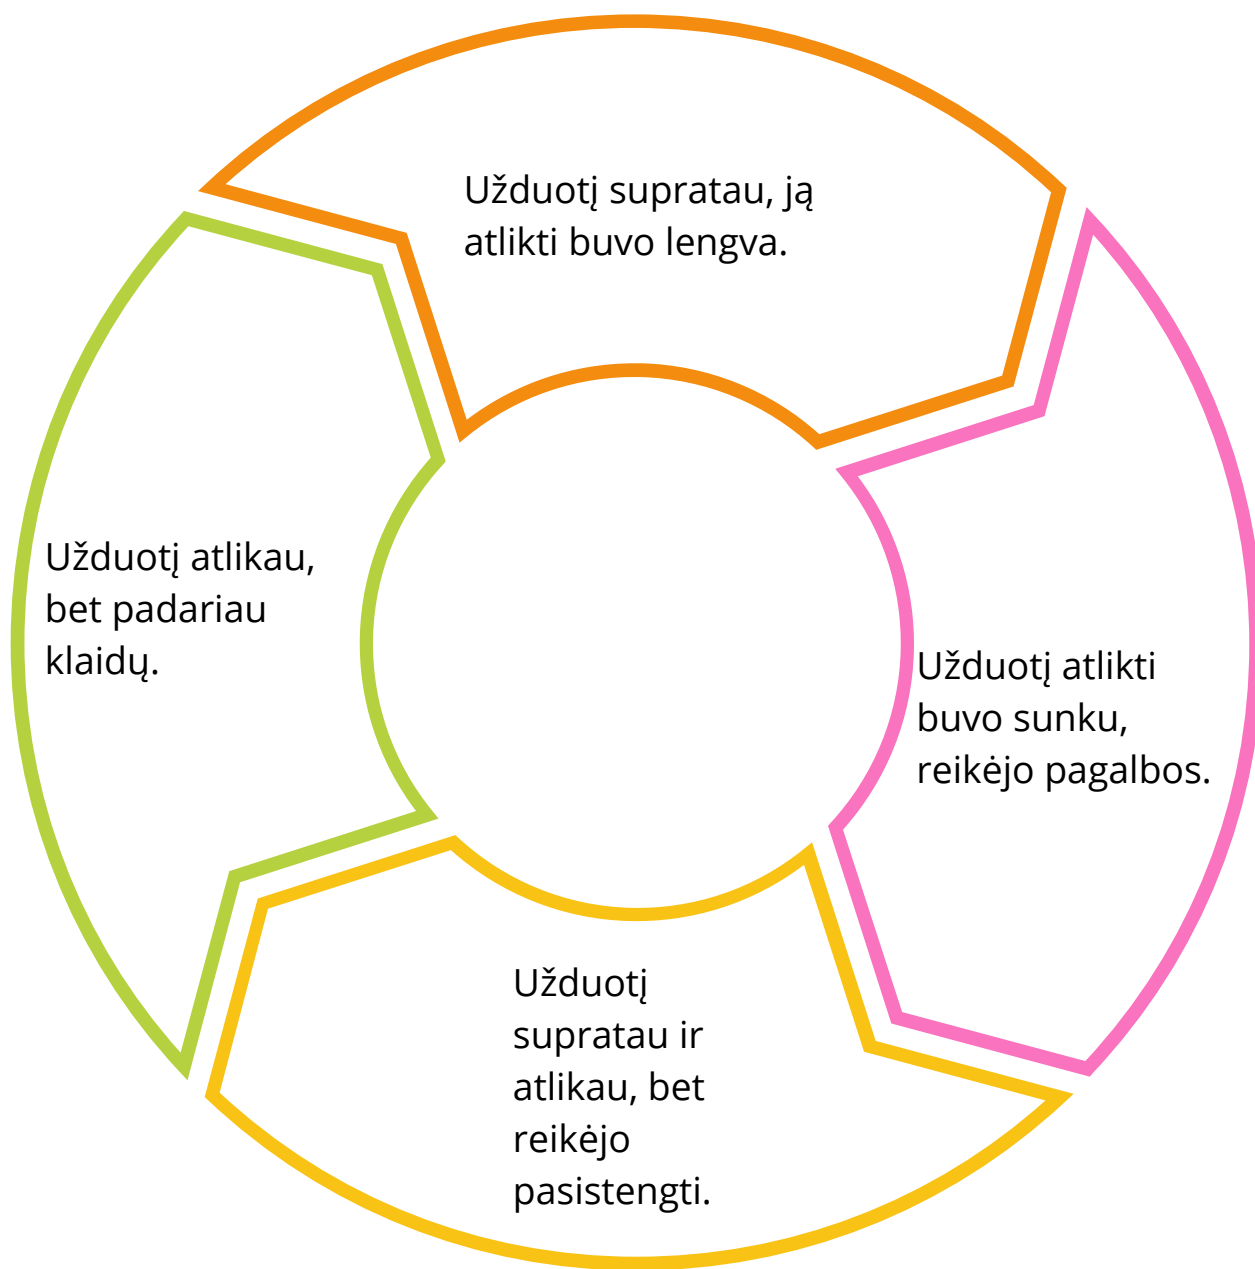 Užduotį supratau, ją
atlikti buvo lengva.
Užduotį atlikau,
bet padariau
klaidų.
Užduotį atlikti
buvo sunku,
reikėjo pagalbos.
Užduotį
supratau ir
atlikau, bet
reikėjo
pasistengti.